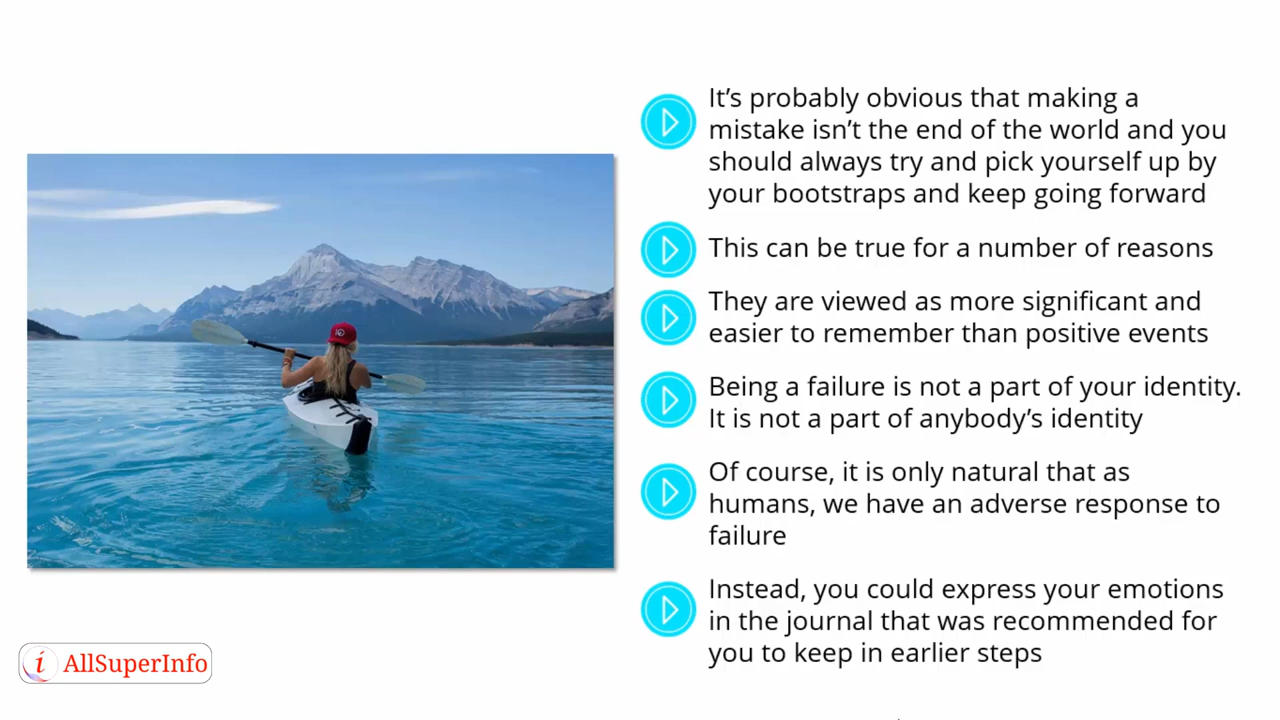 It's probably obvious that making a
mistake isn't the end of the world and you
should always try and pick yourself up by
your bootstraps and keep going forward
This can be true for a number of reasons
They are viewed as more significant and
easier to remember than positive events
Being a failure is not a part of your identity.
It is not a part of anybody's identity
Of course, it is only natural that as
humans, we have an adverse response to
failure
Instead, you could express your emotions
in the journal that was recommended for
you to keep in earlier steps
i AllSuperInfo